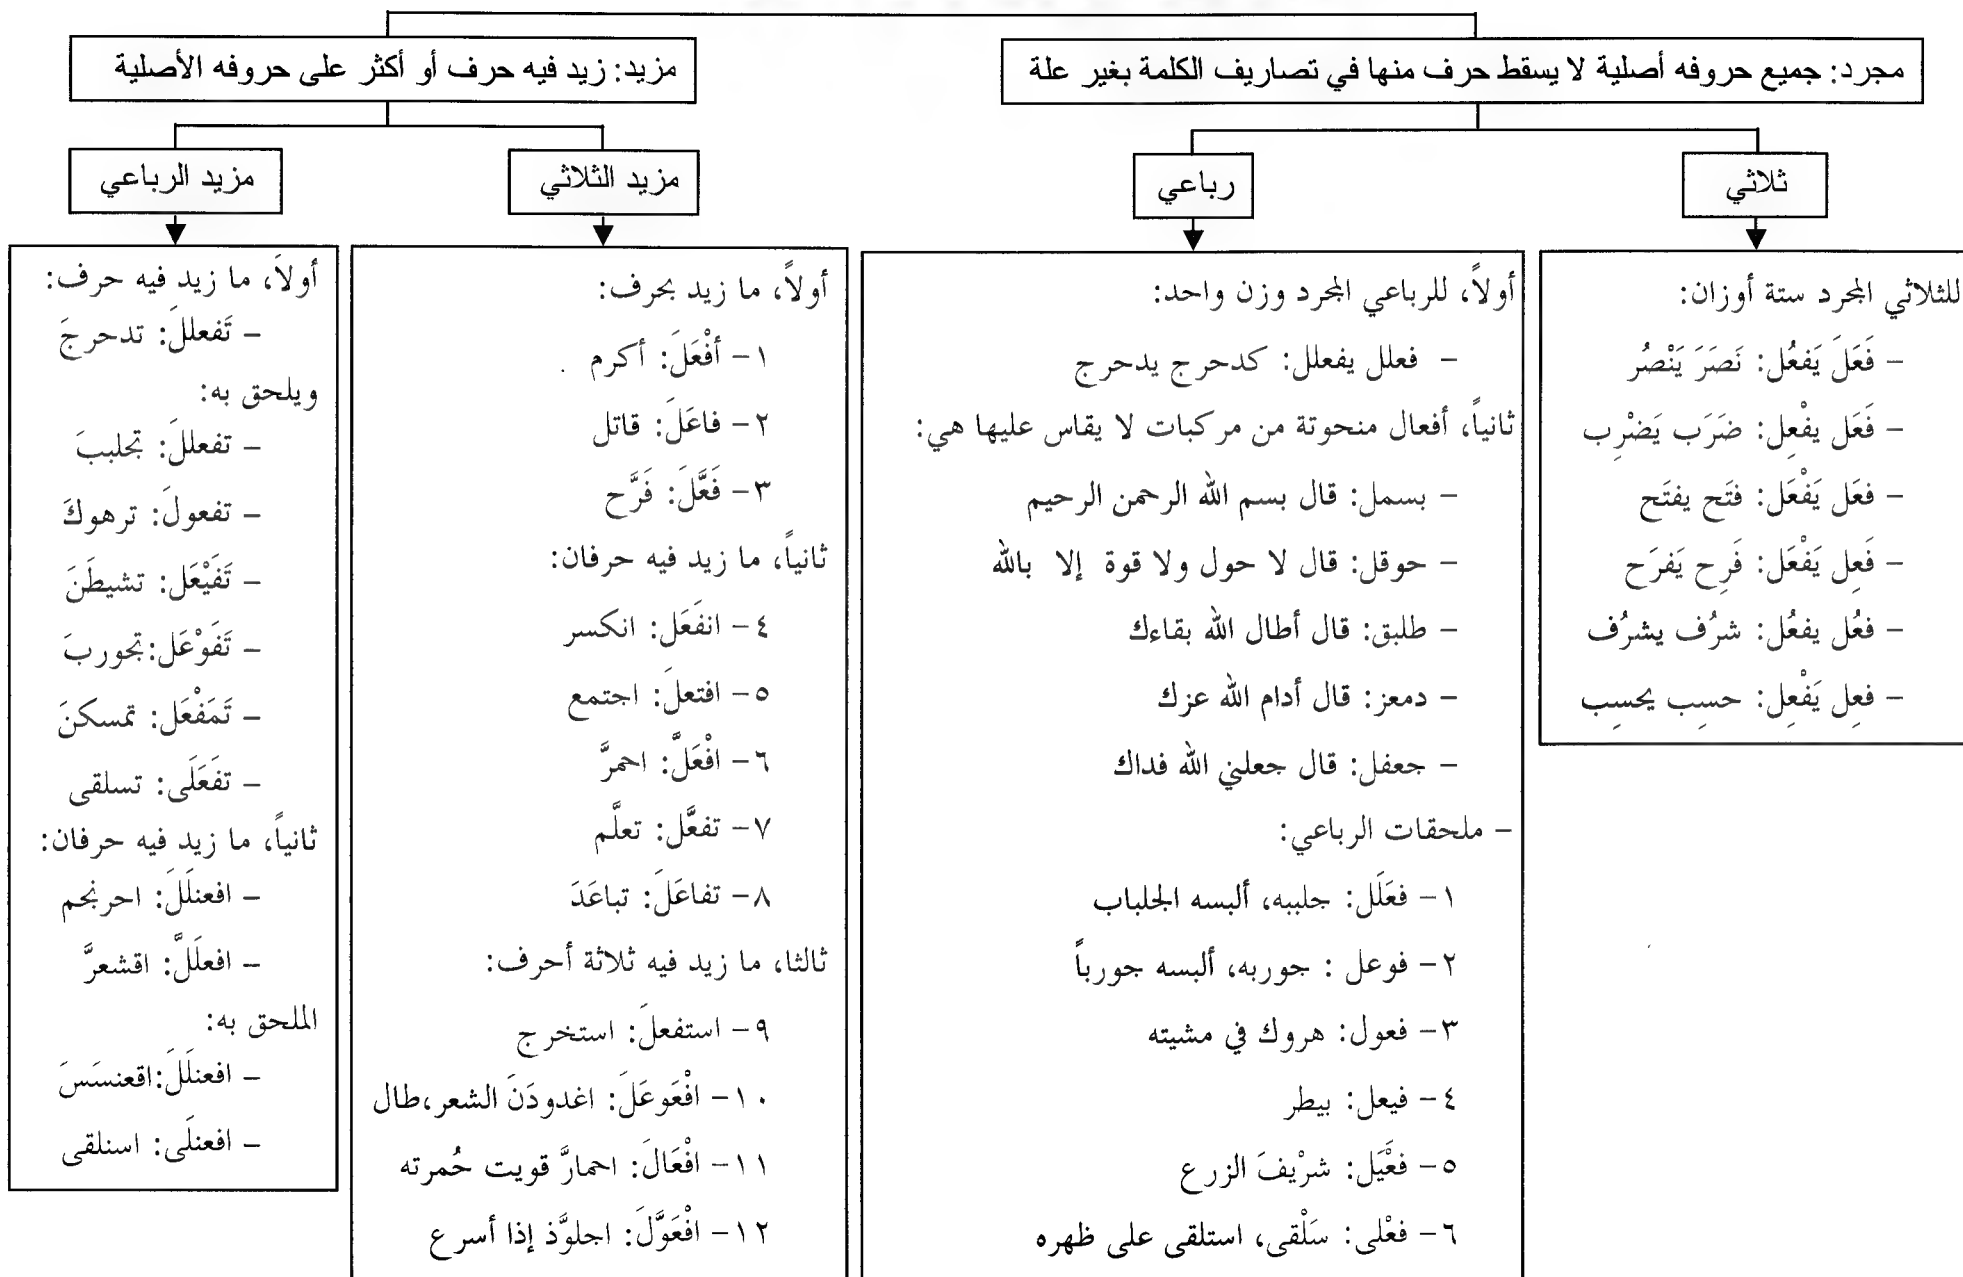 مجرد: جميع حروفه أصلية لا يسقط حرف منها في تصاريف الكلمة بغير علة
مزيد: زيد فيه حرف أو أكثر على حروفه الأصلية
ثلاثي
رباعي
مزيد الثلاثي
مزيد الرباعي
للثلاثي المجرد ستة أوزان:
– فَعَلَ يَفعُل: نَصَرَ يَنْصُر
– فَعَل يفْعِل: ضَرَب يَضْرِب
– فعَل يَفْعَل: فتَح يفتَح
– فَعِل يَفْعَل: فَرِح يَفرَح
– فعُل يفعُل: شرُف يشرُف
– فعِل يَفْعِل: حسِب يحسِب
أولاً، للرباعي المجرد وزن واحد:
– فعلل يفعلل: كدحرج يدحرج
ثانياً، أفعال منحوتة من مركبات لا يقاس عليها هي:
– بسمل: قال بسم الله الرحمن الرحيم
– حوقل: قال لا حول ولا قوة إلا بالله
– طلبق: قال أطال الله بقاءك
– دمعز: قال أدام الله عزك
– جعفل: قال جعلني الله فداك
– ملحقات الرباعي:
١– فعَلَل: جلببه، ألبسه الجلباب
٢– فوعل : جوربه، ألبسه جورباً
٣– فعول: هروك في مشيته
٤– فيعل: بيطر
٥– فعْيَل: شرْيفَ الزرع
٦– فعْلى: سَلْقى، استلقى على ظهره
أولاً، ما زيد بحرف:
١– أفْعَلَ: أكرم
٢– فاعَلَ: قاتل
٣– فَعَّلَ: فَرَّح
ثانياً، ما زيد فيه حرفان:
٤– انفَعَل: انكسر
٥– افتعلَ: اجتمع
٦– افْعَلَّ: احمرَّ
٧– تفعَّل: تعلَّم
٨– تفاعَلَ: تباعَدَ
ثالثا، ما زيد فيه ثلاثة أحرف:
٩– استفعلَ: استخرج
١٠– افْعَوعَلَ: اغدودَنَ الشعر،طال
١١– افْعَالَ: احمارَّ قويت حُمرته
١٢– افْعَوَّلَ: اجلوَّذ إذا أسرع
أولاً، ما زيد فيه حرف:
– تَفعللَ: تدحرجَ
ويلحق به:
– تفعللَ: تجلببَ
– تفعولَ: ترهوكَ
– تَفَيْعَل: تشيطَنَ
– تَفَوْعَل:تجوربَ
– تَمَفْعَل: تمسكنَ
– تفَعَلَى: تسلقى
ثانياً، ما زيد فيه حرفان:
– افعنلَلَ: احرنجم
– افعلَلَّ: اقشعرَّ
الملحق به:
– افعنلَلَ:اقعنسَسَ
– افعنلَى: اسنلقى